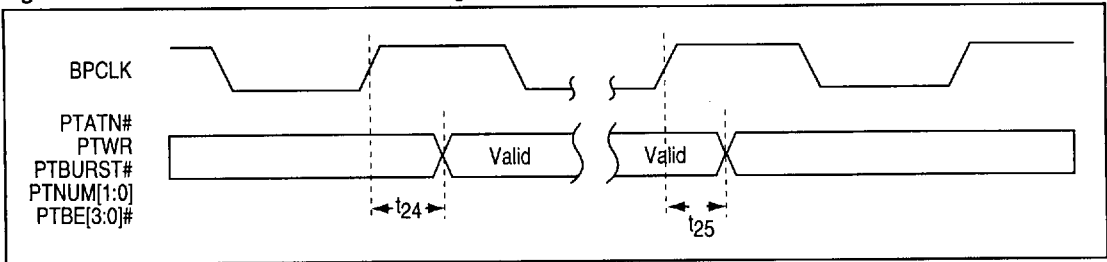 BPCLK
PTATN#
PTWR
PTBURST#
PTNUM[1:0]
PTBE[3:0]#
Valid
Valid
t24
t25